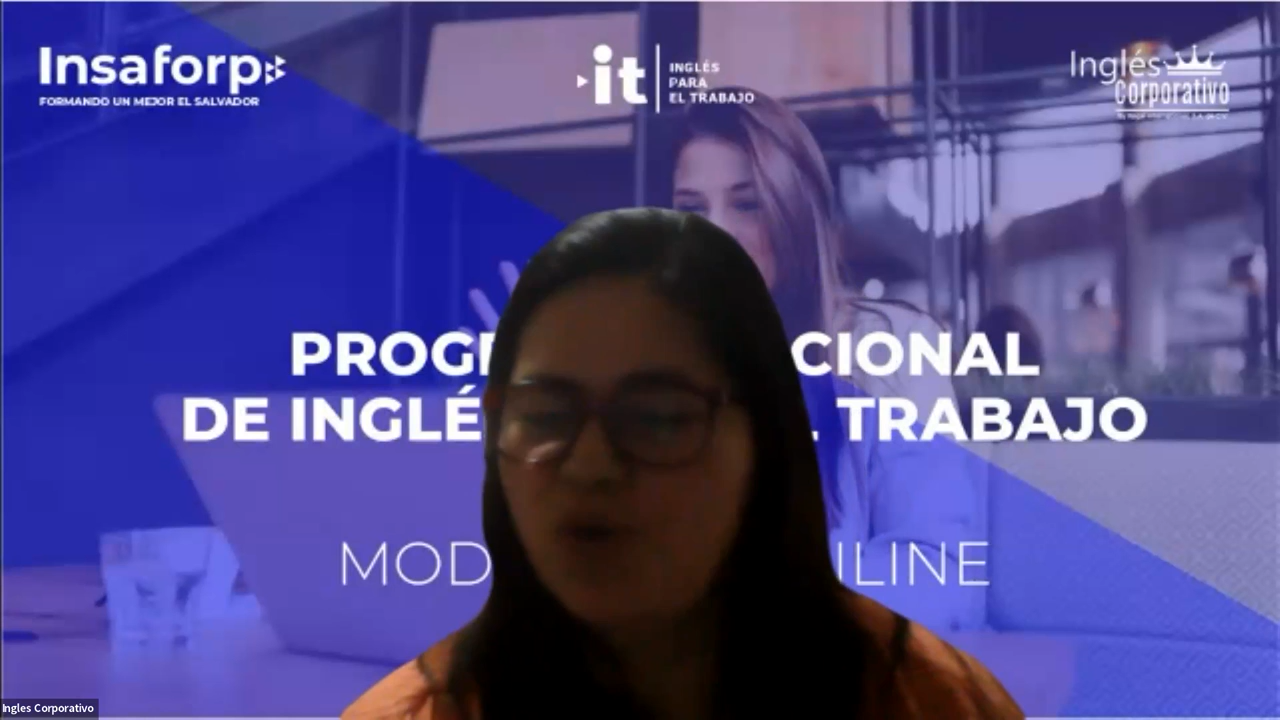 Insaforp
FORMANDO UN MEJOR EL SALVADOR
it
INGLÉS
PARA
EL TRABAJO
Inglés
Corporativo
PROG CIONAL
DE INGLÉ L TRABAJO
MOD ILINE
Ingles Corporativo